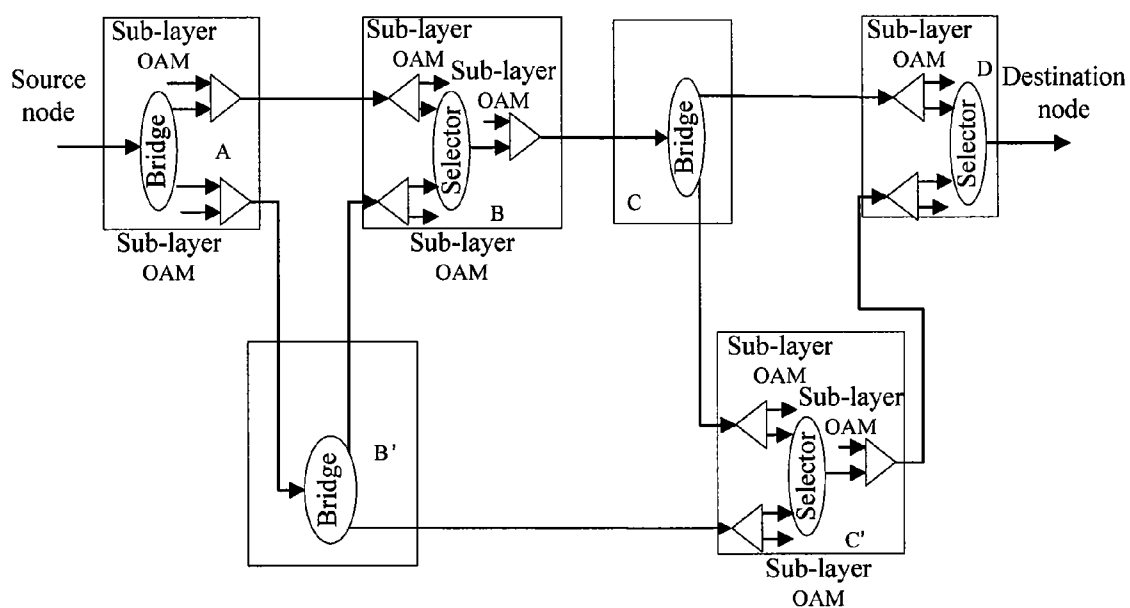 Source
node
Sub-layer
OAM
Bridge
A
Sub-layer
OAM
Sub-layer
OAM
Sub-layer
OAM
Selector
B
Sub-layer
OAM
Bridge
C
Sub-layer
OAM
D
Selector
Destination
node
Bridge
B'
Sub-layer
OAM
Sub-layer
OAM
Selector
C'
Sub-layer
OAM